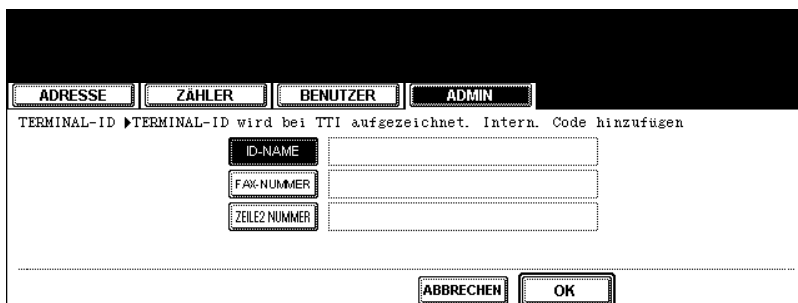 ADRESSE ZÄHLER BENUTZER ADMIN
TERMINAL-ID ▶TERMINAL-ID wird bei TTI aufgezeichnet. Intern. Code hinzufügen
ID-NAME
FAX-NUMMER
ZEILE2 NUMMER
ABBRECHEN OK